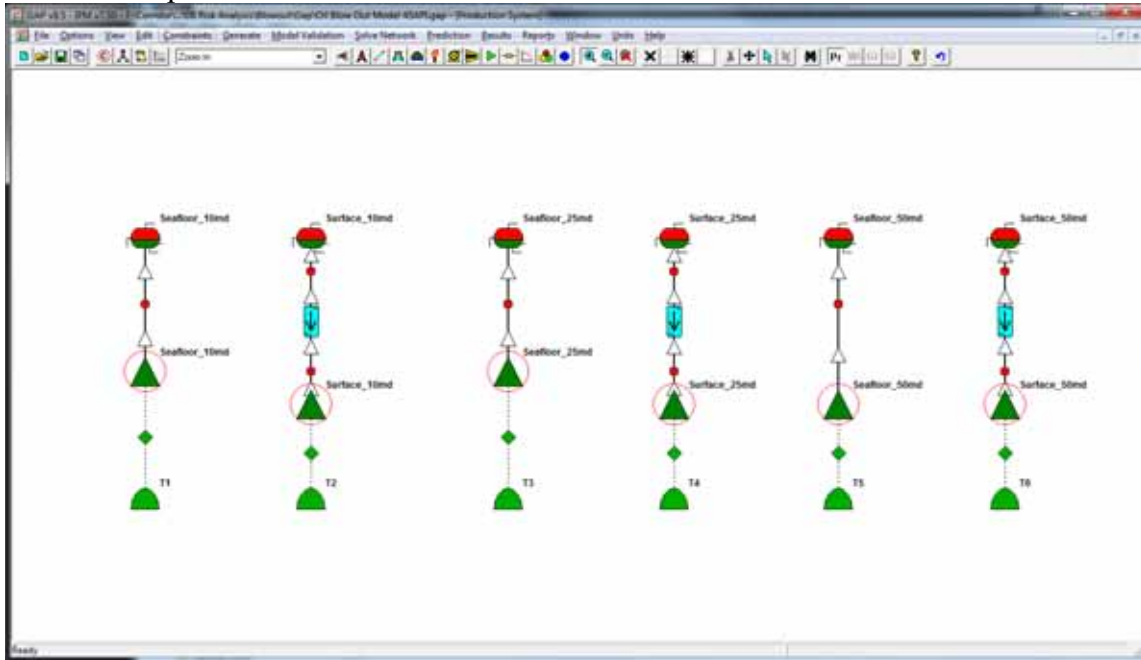 File Options View Edit Constraints Generate Model Validation Solve Network Prediction Results Reports Window Units Help
Zoom in
Seafloor_10md Surface_10md Seafloor_25md Surface_25md Seafloor_50md Surface_50md
Seafloor_10md Seafloor_25md
Surface_10md Surface_25md Seafloor_50md Surface_50md
T1 T2 T3 T4 T5 T6
Ready